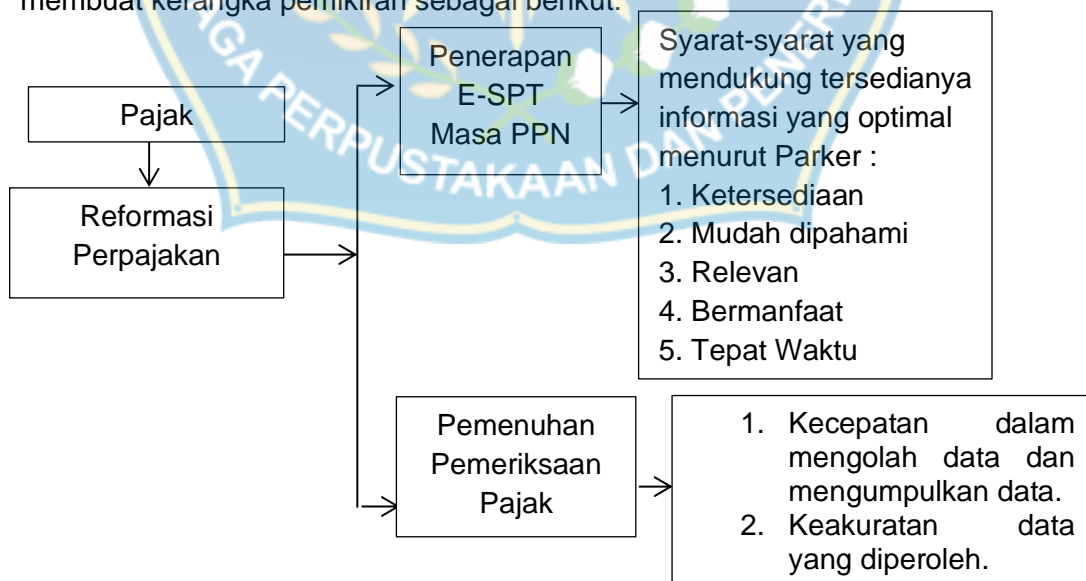 membuat kerangka pemikiran sebagai berikut:
Pajak
Reformasi
Perpajakan
Penerapan
E-SPT
Masa PPN
Syarat-syarat yang
mendukung tersedianya
informasi yang optimal
menurut Parker :
1. Ketersediaan
2. Mudah dipahami
3. Relevan
4. Bermanfaat
5. Tepat Waktu
Pemenuhan
Pemeriksaan
Pajak
1. Kecepatan dalam
mengolah data dan
mengumpulkan data.
2. Keakuratan data
yang diperoleh.
PERPUSTAKAAN DAN